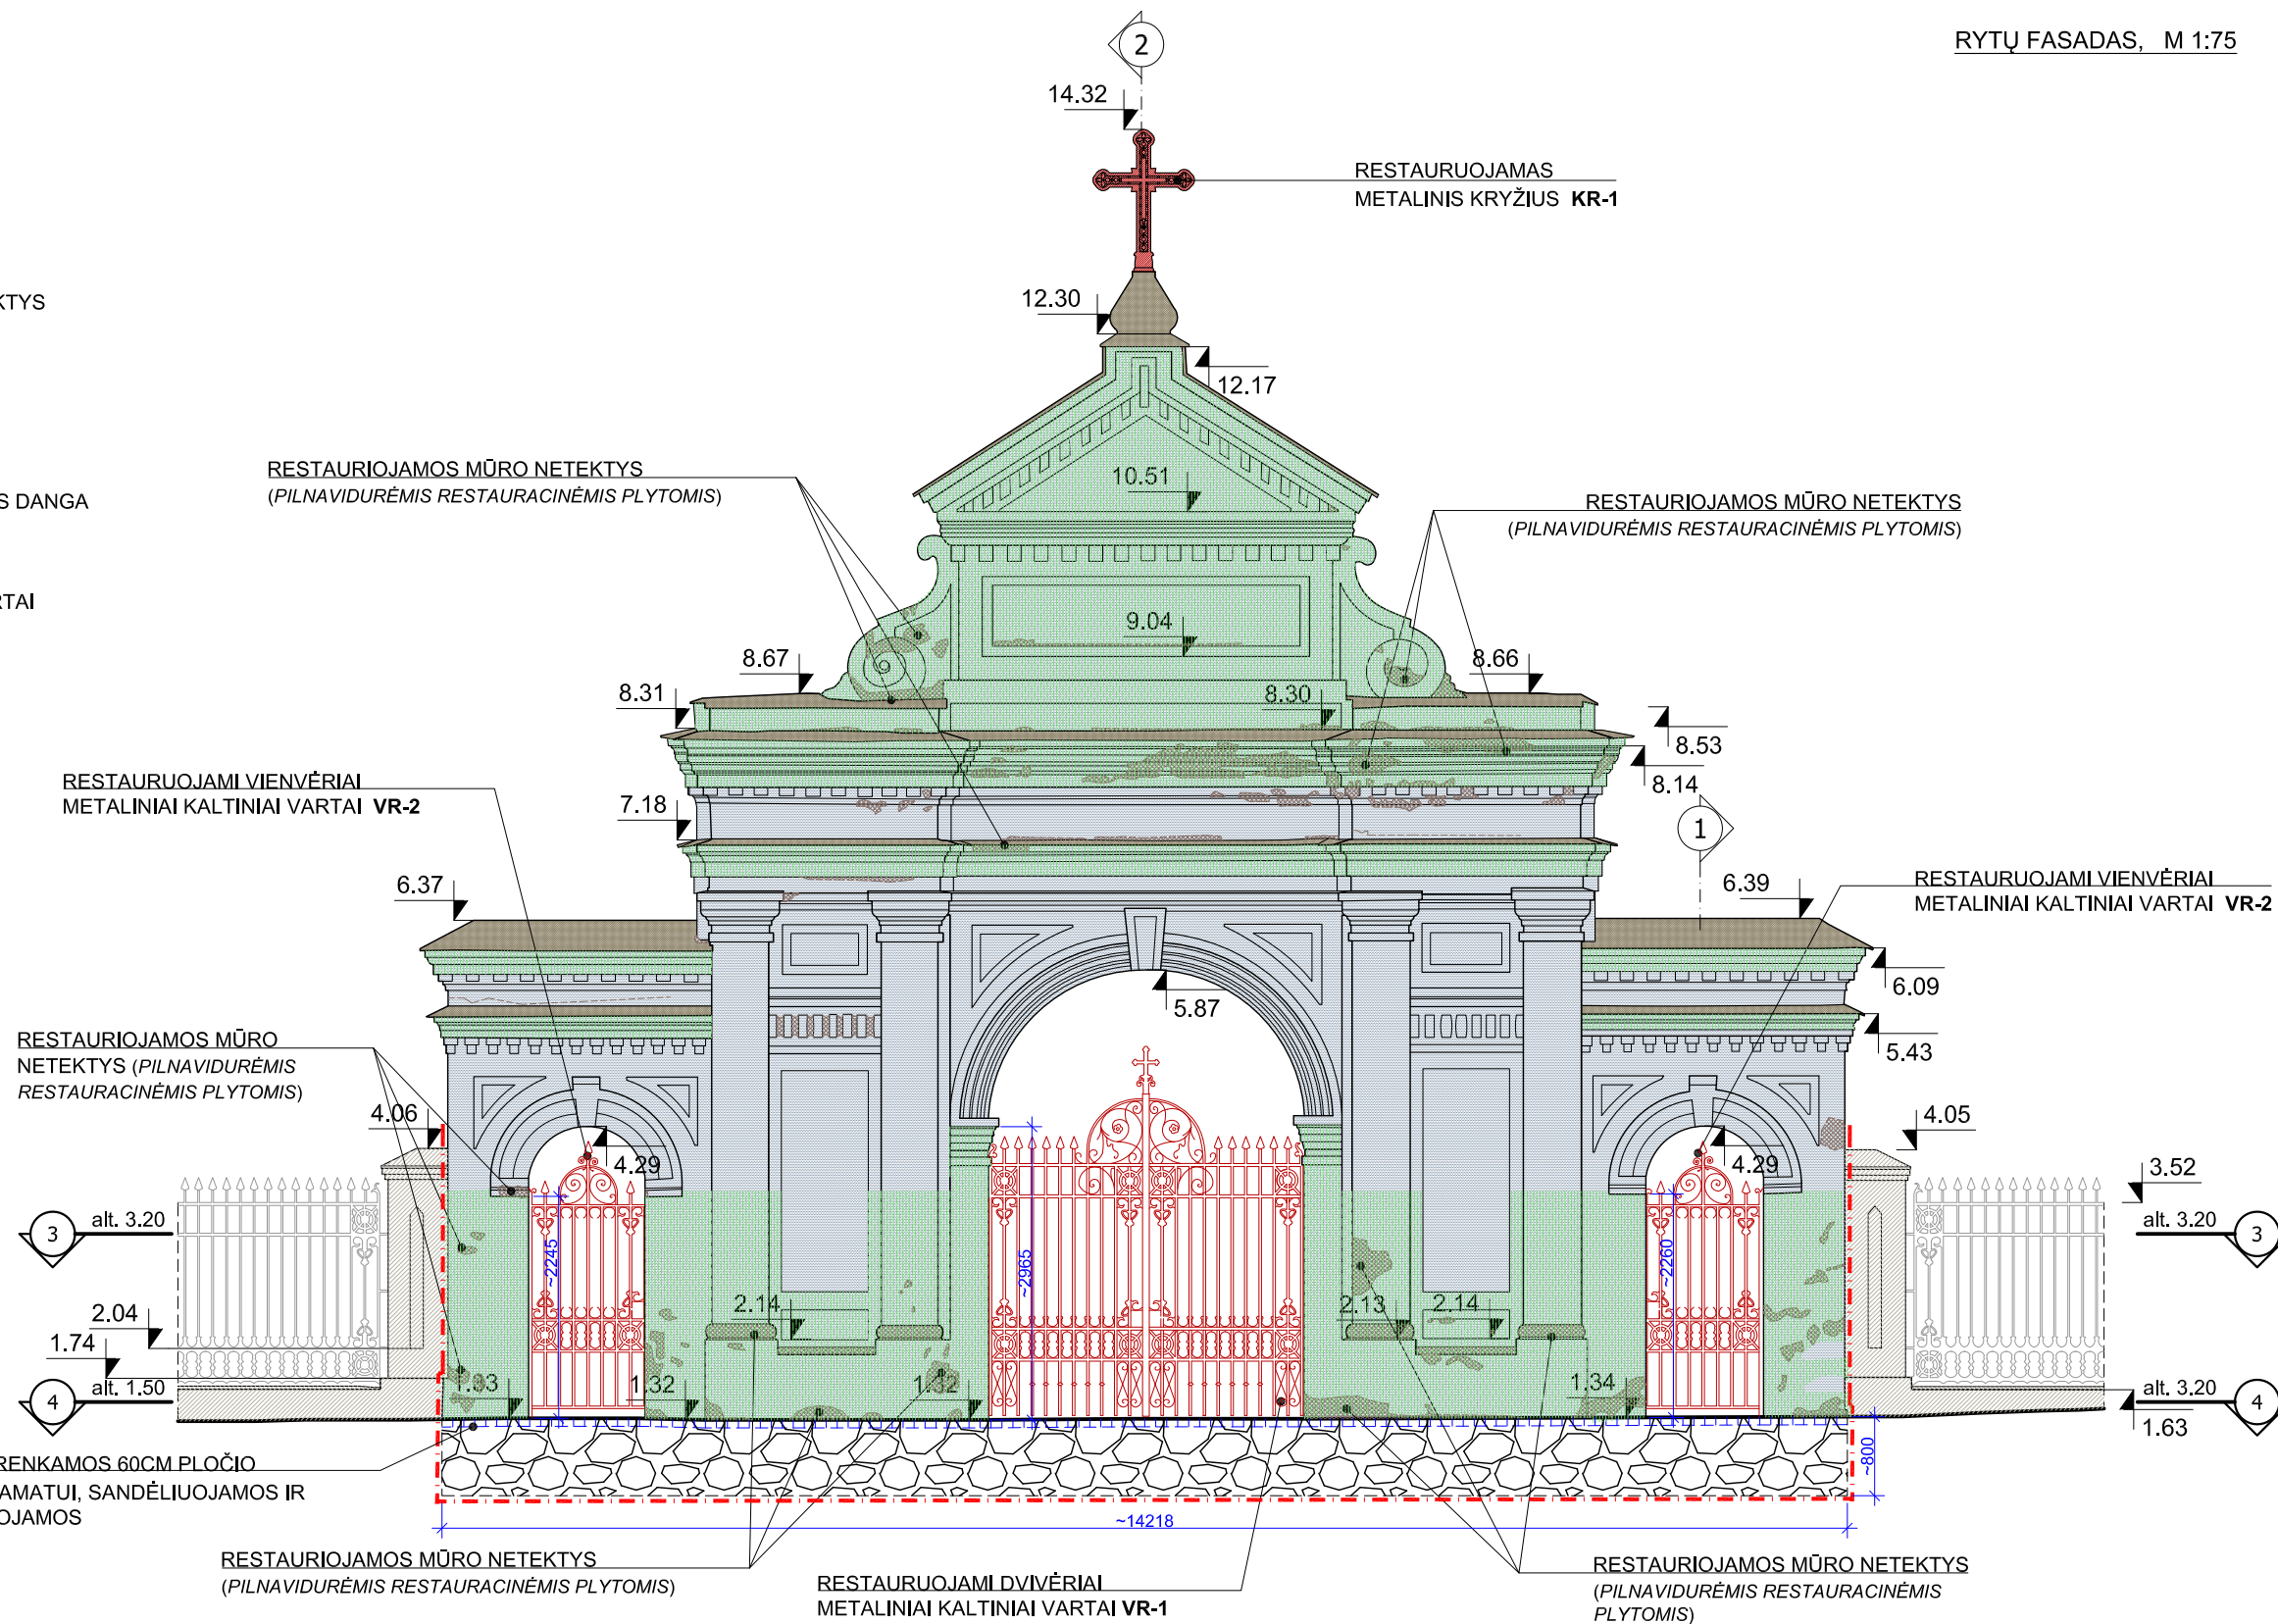 RYTŲ FASADAS, M 1:75
2
14.32
RESTAURUOJAMAS
METALINIS KRYŽIUS KR-1
12.30
KTYS
12.17
RESTAURIOJAMOS MŪRO NETEKTYS
(PILNAVIDURĖMIS RESTAURACINĖMIS PLYTOMIS)
10.51
S DANGA
RESTAURIOJAMOS MŪRO NETEKTYS
(PILNAVIDURĖMIS RESTAURACINĖMIS PLYTOMIS)
RTAI
9.04
8.67
8.66
8.31
8.30
8.53
8.14
RESTAURUOJAMI VIENVĖRIAI
METALINIAI KALTINIAI VARTAI VR-2
7.18
1
6.37
6.39
RESTAURUOJAMI VIENVĖRIAI
METALINIAI KALTINIAI VARTAI VR-2
6.09
5.87
5.43
RESTAURIOJAMOS MŪRO
NETEKTYS (PILNAVIDURĖMIS
RESTAURACINĖMIS PLYTOMIS)
4.06
4.05
4.29
4.29
3.52
3
alt. 3.20
alt. 3.20
3
~2245
~2965
~2260
2.04
2.14
2.13
2.14
1.74
4
alt. 1.50
1.33
1.32
1.32
1.34
alt. 3.20
4
1.63
RENKAMOS 60CM PLOČIO
AMATUI, SANDĖLIUOJAMOS IR
OJAMOS
~800
~14218
RESTAURIOJAMOS MŪRO NETEKTYS
(PILNAVIDURĖMIS RESTAURACINĖMIS PLYTOMIS)
RESTAURUOJAMI DVIVĖRIAI
METALINIAI KALTINIAI VARTAI VR-1
RESTAURIOJAMOS MŪRO NETEKTYS
(PILNAVIDURĖMIS RESTAURACINĖMIS
PLYTOMIS)